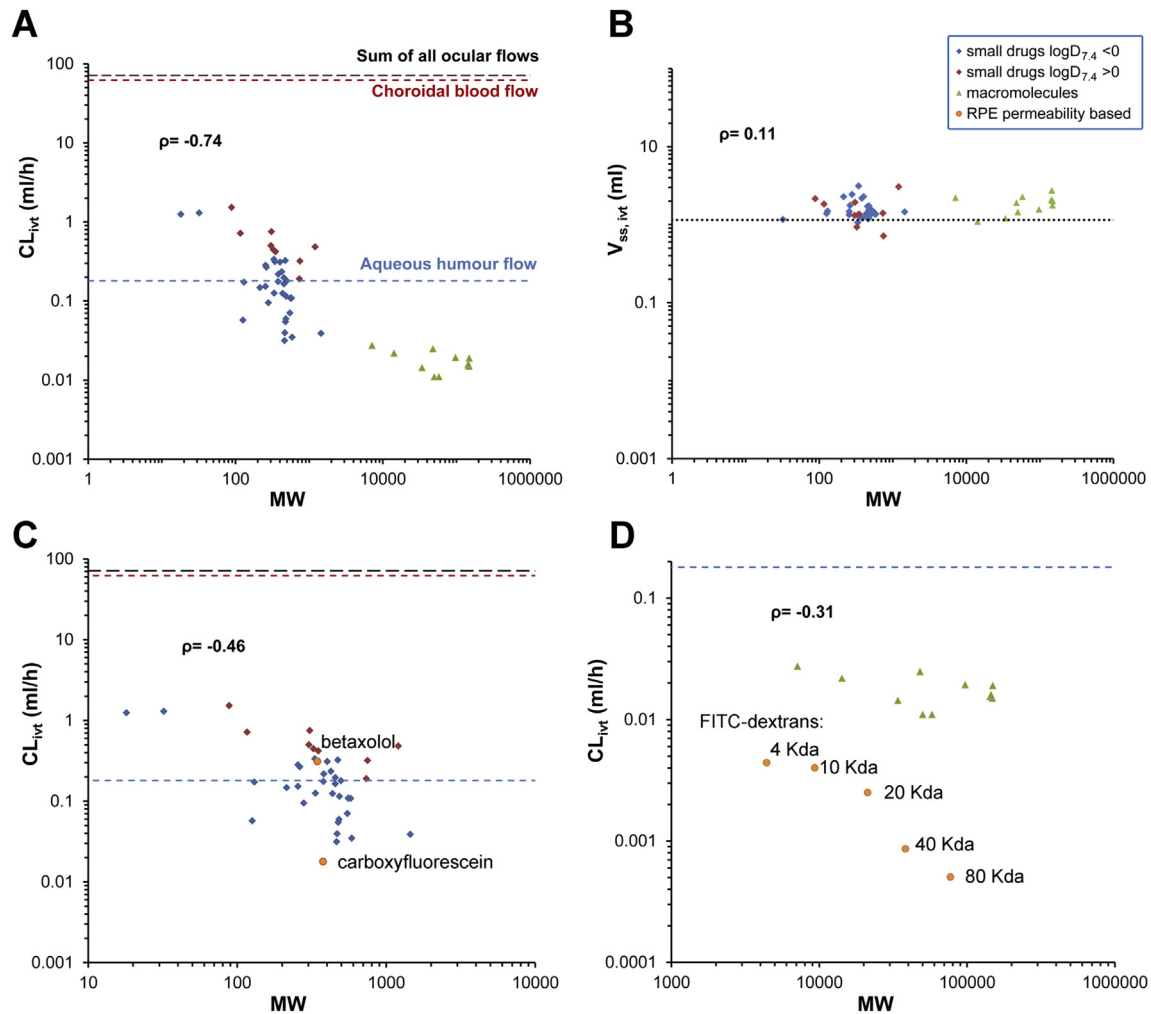 A
Sum of all ocular flows
Choroidal blood flow
ρ= -0.74
Aqueous humour flow
100
10
1
0.1
0.01
0.001
CLivt (ml/h)
1
100
10000
1000000
MW
B
small drugs logD7.4 <0
small drugs logD7.4 >0
macromolecules
RPE permeability based
ρ= 0.11
10
0.1
0.001
Vss, ivt (ml)
1
100
10000
1000000
MW
C
ρ= -0.46
betaxolol
carboxyfluorescein
100
10
1
0.1
0.01
0.001
CLivt (ml/h)
10
100
1000
10000
MW
D
ρ= -0.31
FITC-dextrans:
4 Kda
10 Kda
20 Kda
40 Kda
80 Kda
0.1
0.01
0.001
0.0001
CLivt (ml/h)
1000
10000
100000
1000000
MW